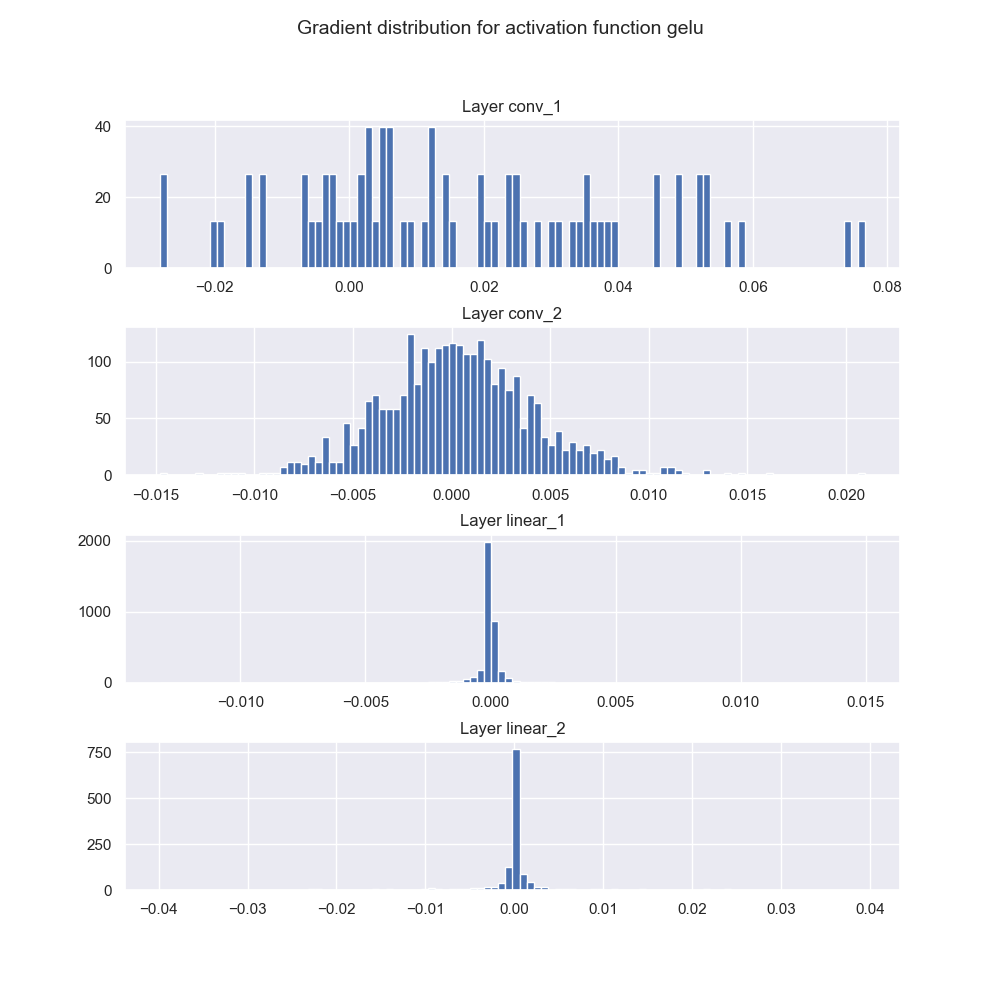 Gradient distribution for activation function gelu
Layer conv_1
40
20
0
−0.02 0.00 0.02 0.04 0.06 0.08
Layer conv_2
100
50
0
−0.015 −0.010 −0.005 0.000 0.005 0.010 0.015 0.020
Layer linear_1
2000
1000
0
−0.010 −0.005 0.000 0.005 0.010 0.015
Layer linear_2
750
500
250
0
−0.04 −0.03 −0.02 −0.01 0.00 0.01 0.02 0.03 0.04